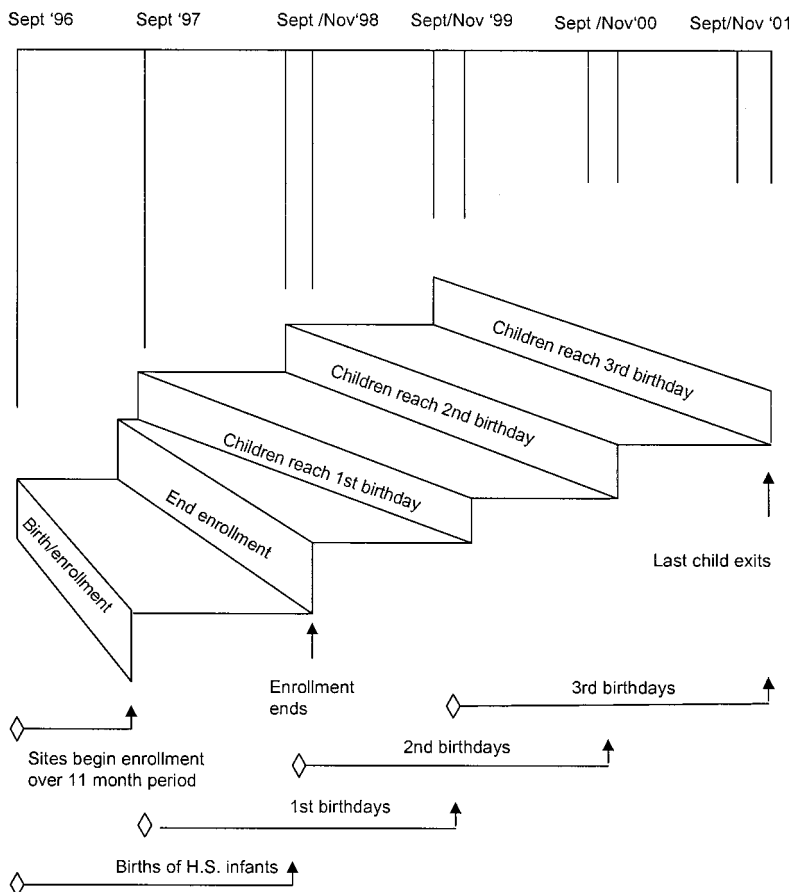 Sept '96
Sept '97
Sept /Nov'98
Sept/Nov '99
Sept /Nov'00
Sept/Nov '01
Children reach 3rd birthday
Children reach 2nd birthday
Children reach 1st birthday
End enrollment
Birth/enrollment
Last child exits
Enrollment
ends
3rd birthdays
Sites begin enrollment
over 11 month period
2nd birthdays
1st birthdays
Births of H.S. infants